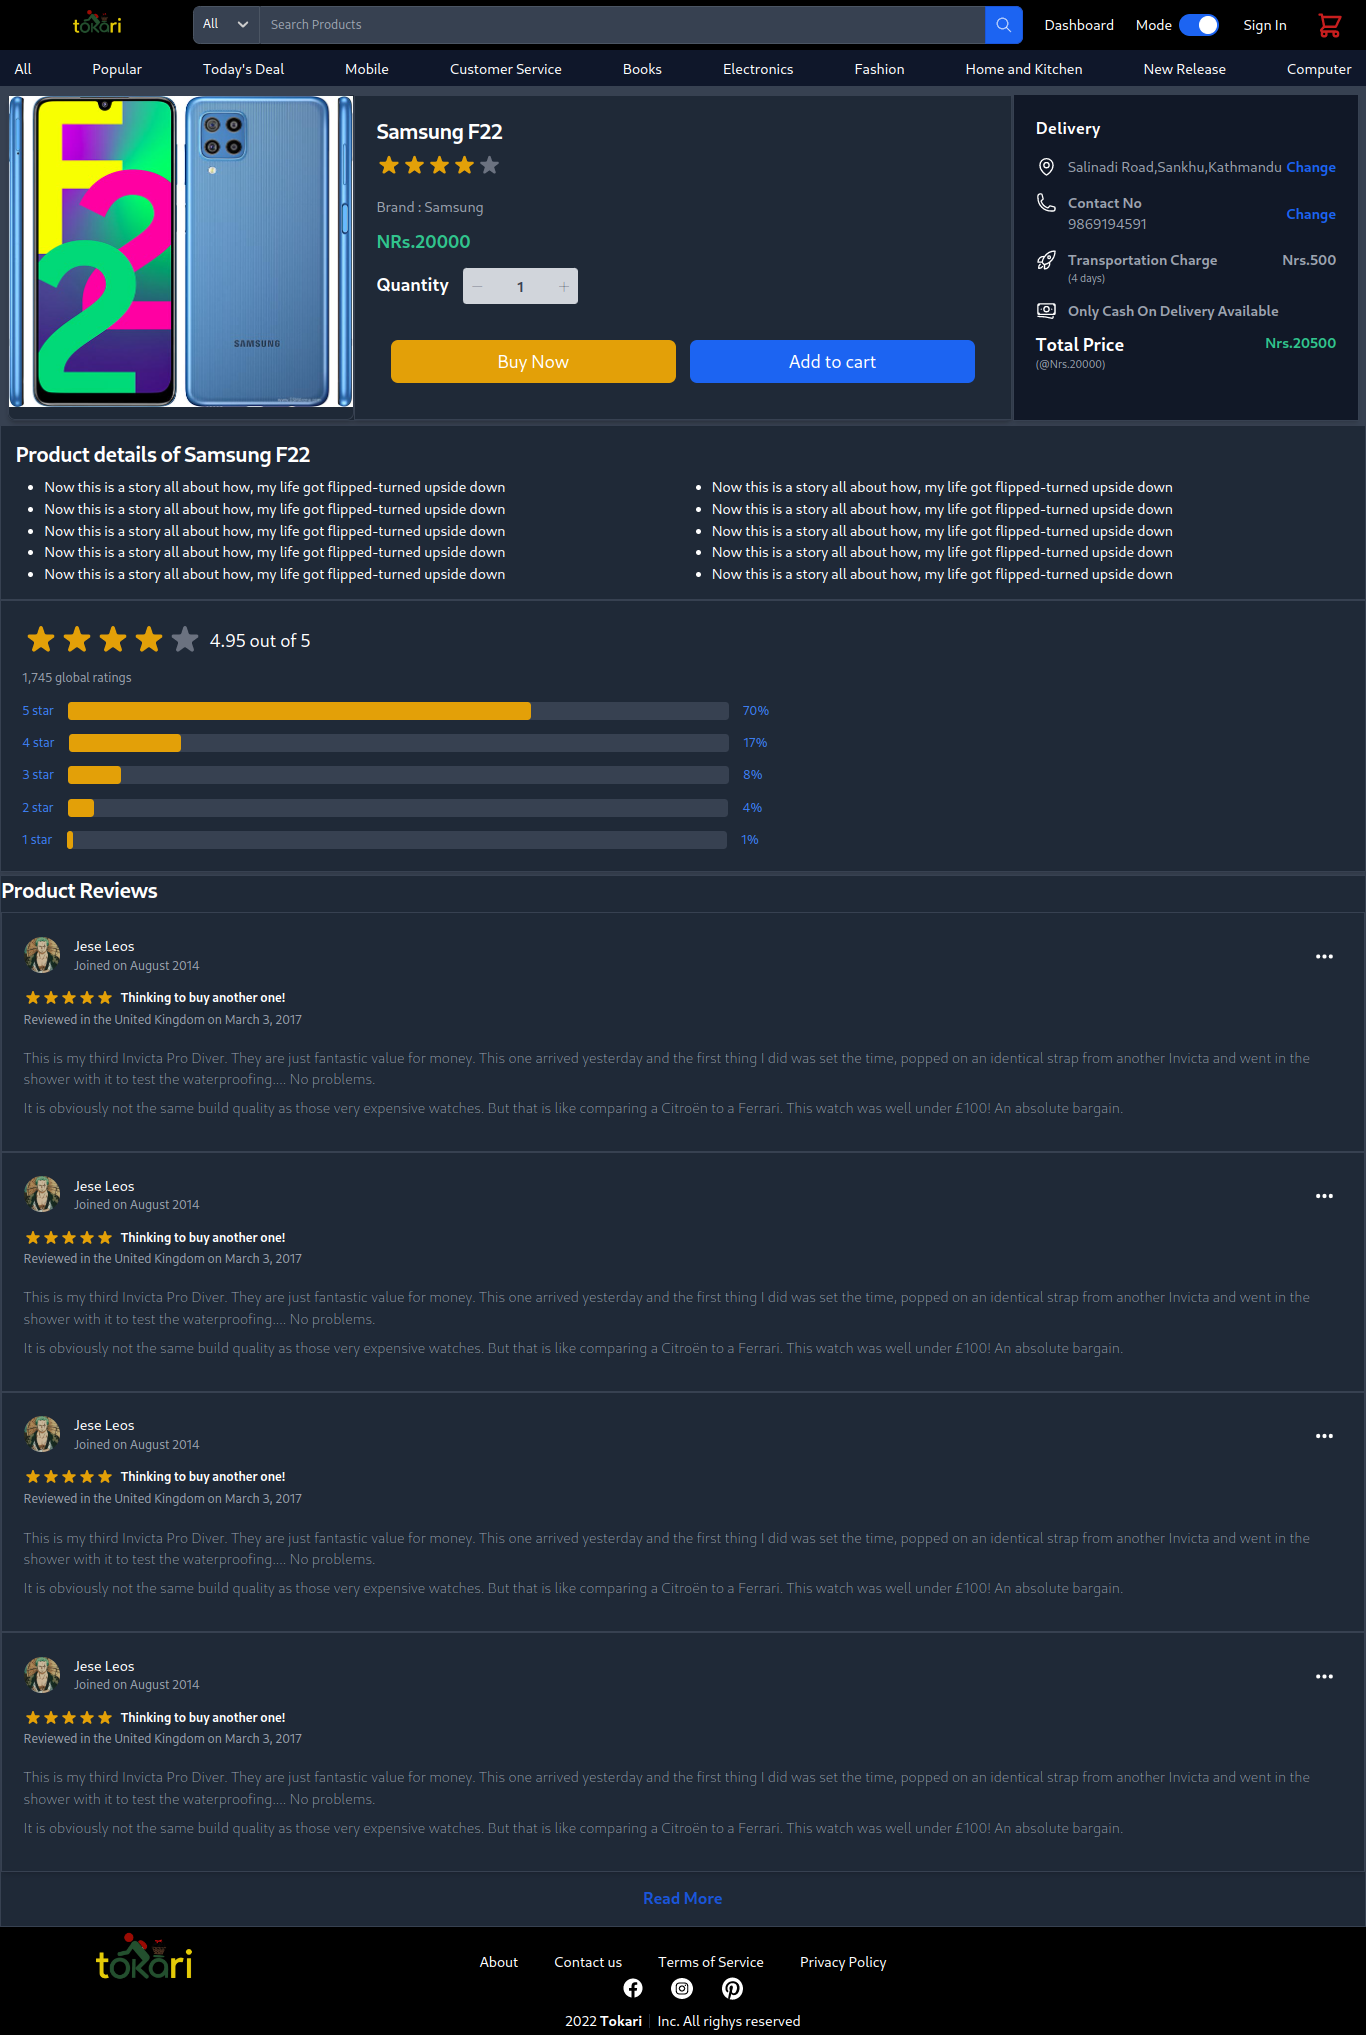 tokari
All
Search Products
Dashboard
Mode
Sign In
All
Popular
Today's Deal
Mobile
Customer Service
Books
Electronics
Fashion
Home and Kitchen
New Release
Computer
F
22
SAMSUNG
Samsung F22
Brand : Samsung
NRs.20000
Quantity
− 1 +
Buy Now
Add to cart
Delivery
Salinadi Road,Sankhu,Kathmandu Change
Contact No
9869194591
Change
Transportation Charge Nrs.500
(4 days)
Only Cash On Delivery Available
Total Price Nrs.20500
(@Nrs.20000)
Product details of Samsung F22
Now this is a story all about how, my life got flipped-turned upside down
Now this is a story all about how, my life got flipped-turned upside down
Now this is a story all about how, my life got flipped-turned upside down
Now this is a story all about how, my life got flipped-turned upside down
Now this is a story all about how, my life got flipped-turned upside down
Now this is a story all about how, my life got flipped-turned upside down
Now this is a story all about how, my life got flipped-turned upside down
Now this is a story all about how, my life got flipped-turned upside down
Now this is a story all about how, my life got flipped-turned upside down
Now this is a story all about how, my life got flipped-turned upside down
4.95 out of 5
1,745 global ratings
5 star 70%
4 star 17%
3 star 8%
2 star 4%
1 star 1%
Product Reviews
Jese Leos
Joined on August 2014
Thinking to buy another one!
Reviewed in the United Kingdom on March 3, 2017
This is my third Invicta Pro Diver. They are just fantastic value for money. This one arrived yesterday and the first thing I did was set the time, popped on an identical strap from another Invicta and went in the
shower with it to test the waterproofing.... No problems.
It is obviously not the same build quality as those very expensive watches. But that is like comparing a Citroën to a Ferrari. This watch was well under £100! An absolute bargain.
Jese Leos
Joined on August 2014
Thinking to buy another one!
Reviewed in the United Kingdom on March 3, 2017
This is my third Invicta Pro Diver. They are just fantastic value for money. This one arrived yesterday and the first thing I did was set the time, popped on an identical strap from another Invicta and went in the
shower with it to test the waterproofing.... No problems.
It is obviously not the same build quality as those very expensive watches. But that is like comparing a Citroën to a Ferrari. This watch was well under £100! An absolute bargain.
Jese Leos
Joined on August 2014
Thinking to buy another one!
Reviewed in the United Kingdom on March 3, 2017
This is my third Invicta Pro Diver. They are just fantastic value for money. This one arrived yesterday and the first thing I did was set the time, popped on an identical strap from another Invicta and went in the
shower with it to test the waterproofing.... No problems.
It is obviously not the same build quality as those very expensive watches. But that is like comparing a Citroën to a Ferrari. This watch was well under £100! An absolute bargain.
Jese Leos
Joined on August 2014
Thinking to buy another one!
Reviewed in the United Kingdom on March 3, 2017
This is my third Invicta Pro Diver. They are just fantastic value for money. This one arrived yesterday and the first thing I did was set the time, popped on an identical strap from another Invicta and went in the
shower with it to test the waterproofing.... No problems.
It is obviously not the same build quality as those very expensive watches. But that is like comparing a Citroën to a Ferrari. This watch was well under £100! An absolute bargain.
Read More
tokari
About
Contact us
Terms of Service
Privacy Policy
2022 Tokari | Inc. All righys reserved